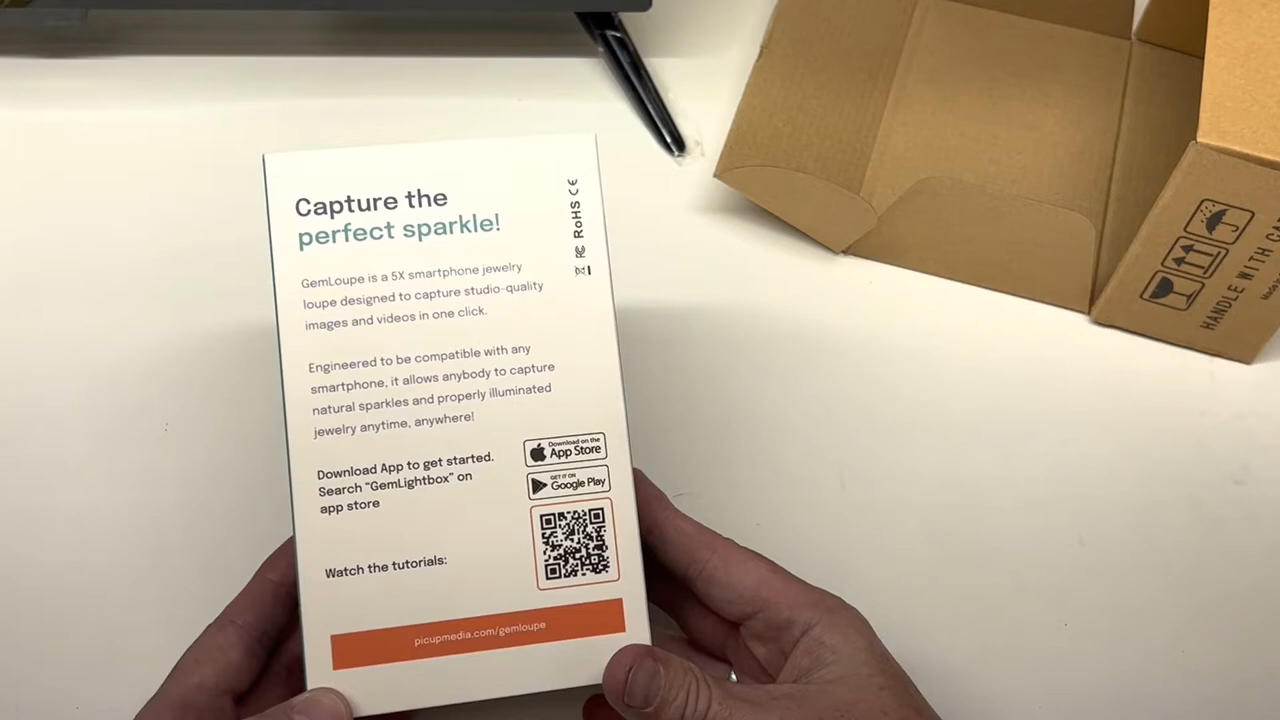 Capture the
perfect sparkle!
GemLoupe is a 5X smartphone jewelry
loupe designed to capture studio-quality
images and videos in one click.
Engineered to be compatible with any
smartphone, it allows anybody to capture
natural sparkles and properly illuminated
jewelry anytime, anywhere!
Download App to get started.
Search “GemLightbox” on
app store
Download on the
App Store
GET IT ON
Google Play
Watch the tutorials:
picupmedia.com/gemloupe
FC RoHS CE
HANDLE WITH
Made